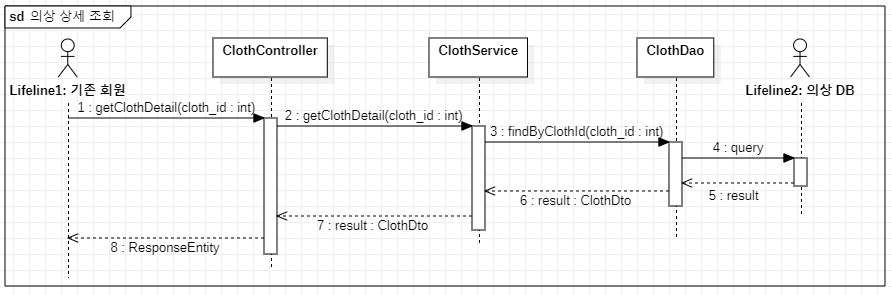 sd 의상 상세 조회
ClothController
ClothService
ClothDao
Lifeline1: 기존 회원
Lifeline2: 의상 DB
1 : getClothDetail(cloth_id : int)
2 : getClothDetail(cloth_id : int)
3 : findByClothId(cloth_id : int)
4 : query
5 : result
6 : result : ClothDto
7 : result : ClothDto
8 : ResponseEntity